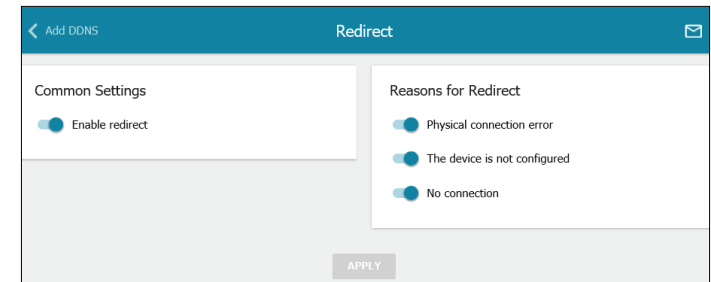 Add DDNS
Redirect
Common Settings
Enable redirect
Reasons for Redirect
Physical connection error
The device is not configured
No connection
APPLY